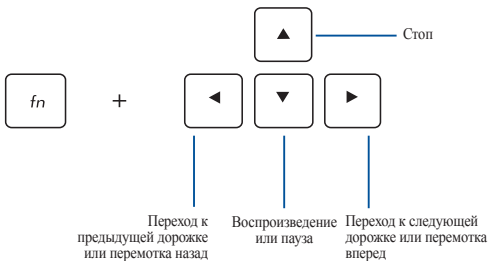 Стоп
fn +
Переход к
предыдущей дорожке
или перемотка назад
Воспроизведение
или пауза
Переход к следующей
дорожке или перемотка
вперед